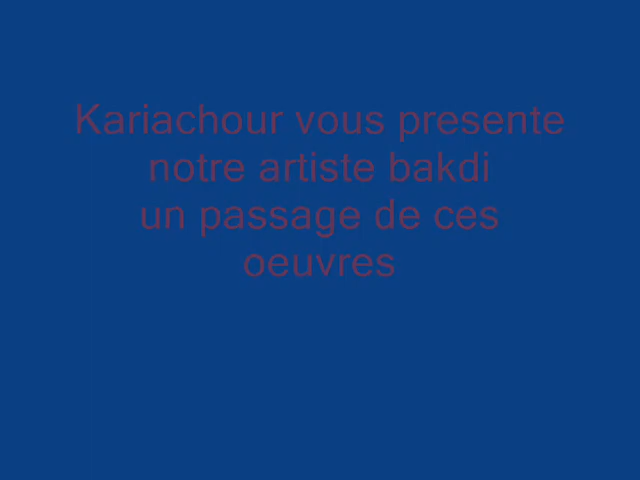 Kariachour vous presente
notre artiste bakdi
un passage de ces
oeuvres